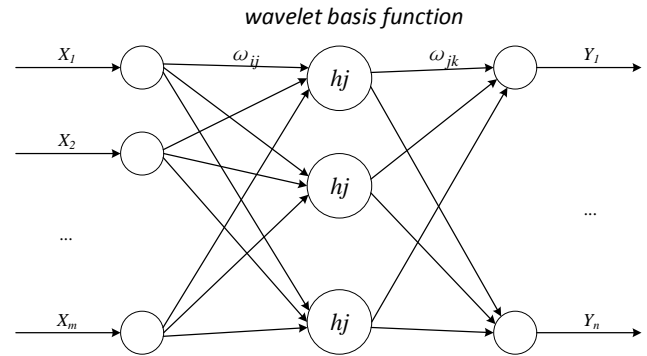 wavelet basis function
X1 ωij hj ωjk Y1
X2 hj
... ...
Xm hj Yn